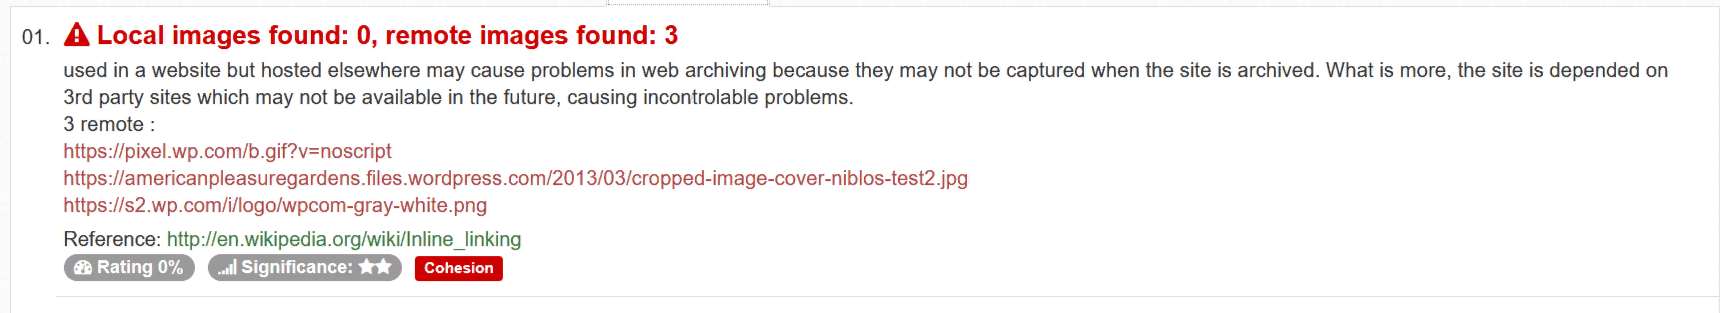 01. Local images found: 0, remote images found: 3
used in a website but hosted elsewhere may cause problems in web archiving because they may not be captured when the site is archived. What is more, the site is depended on
3rd party sites which may not be available in the future, causing incontrolable problems.
3 remote :
https://pixel.wp.com/b.gif?v=noscript
https://americanpleasuregardens.files.wordpress.com/2013/03/cropped-image-cover-niblos-test2.jpg
https://s2.wp.com/i/logo/wpcom-gray-white.png
Reference: http://en.wikipedia.org/wiki/Inline_linking
Rating 0% Significance: ★★ Cohesion